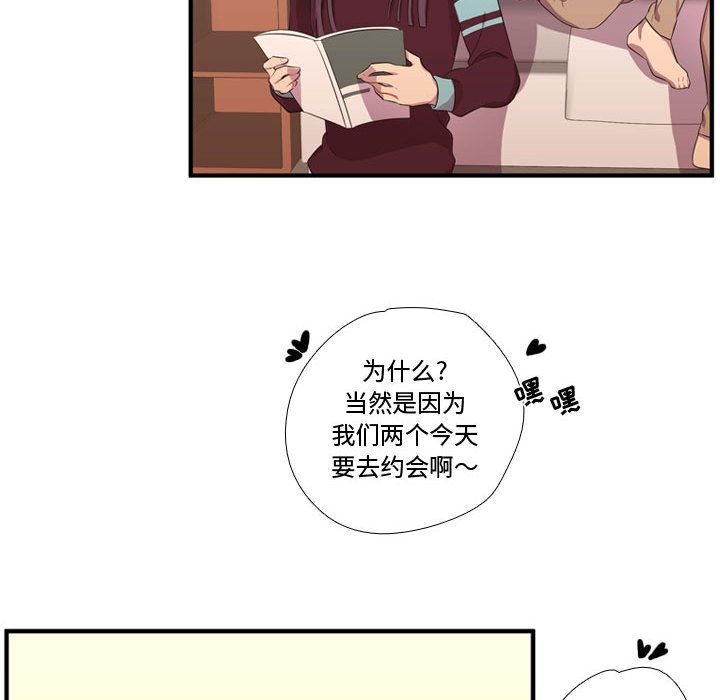 为什么?
当然是因为
我们两个今天
要去约会啊～
嘿
嘿